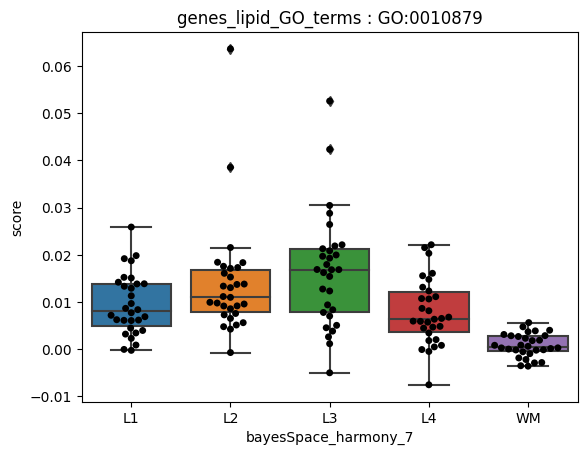 genes_lipid_GO_terms : GO:0010879
0.06
0.05
0.04
0.03
0.02
0.01
0.00
−0.01
score
L1 L2 L3 L4 WM
bayesSpace_harmony_7